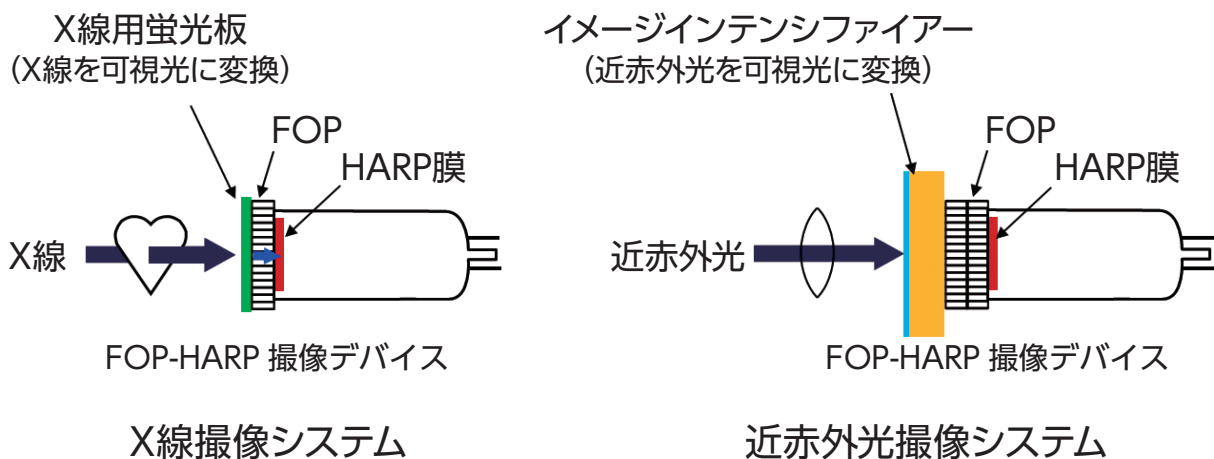 X線用蛍光板
（X線を可視光に変換）
FOP
HARP膜
X線
FOP-HARP 撮像デバイス
X線撮像システム
イメージインテンシファイアー
（近赤外光を可視光に変換）
FOP
HARP膜
近赤外光
FOP-HARP 撮像デバイス
近赤外光撮像システム